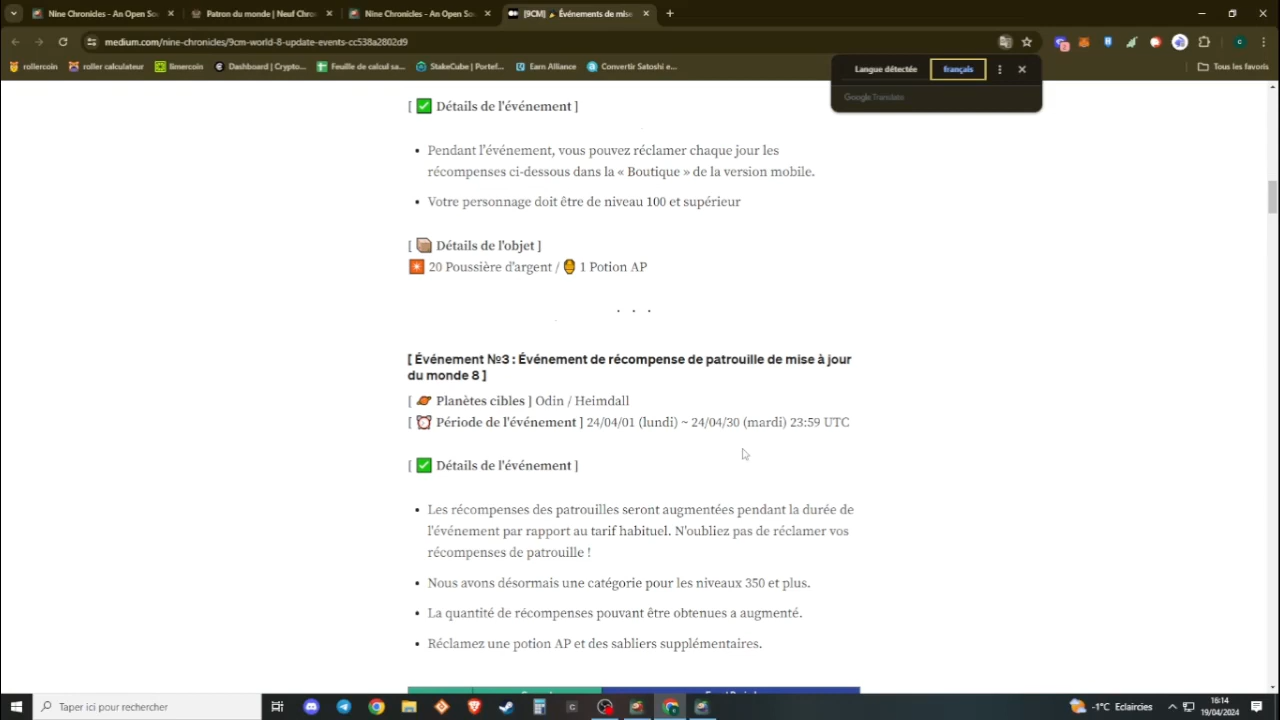 Nine Chronicles - An Open So
Patron du monde | Neuf Chro
Nine Chronicles - An Open So
[9CM] Événements de mise
medium.com/nine-chronicles/9cm-world-8-update-events-cc538a2802d9
rollercoin
roller calculateur
limercoin
Dashboard | Crypto...
Feuille de calcul sa...
StakeCube | Portef...
Earn Alliance
Convertir Satoshi e...
Tous les favoris
Langue détectée
français
Google Translate
[ ✅ Détails de l'événement ]
• Pendant l'événement, vous pouvez réclamer chaque jour les
récompenses ci-dessous dans la « Boutique » de la version mobile.
• Votre personnage doit être de niveau 100 et supérieur
[ 📦 Détails de l'objet ]
20 Poussière d'argent / 1 Potion AP
. . .
[ Événement №3 : Événement de récompense de patrouille de mise à jour
du monde 8 ]
[ 🪐 Planètes cibles ] Odin / Heimdall
[ ⏰ Période de l'événement ] 24/04/01 (lundi) ~ 24/04/30 (mardi) 23:59 UTC
[ ✅ Détails de l'événement ]
• Les récompenses des patrouilles seront augmentées pendant la durée de
l'événement par rapport au tarif habituel. N'oubliez pas de réclamer vos
récompenses de patrouille !
• Nous avons désormais une catégorie pour les niveaux 350 et plus.
• La quantité de récompenses pouvant être obtenues a augmenté.
• Réclamez une potion AP et des sabliers supplémentaires.
Taper ici pour rechercher
-1°C Eclaircies
16:14
19/04/2024